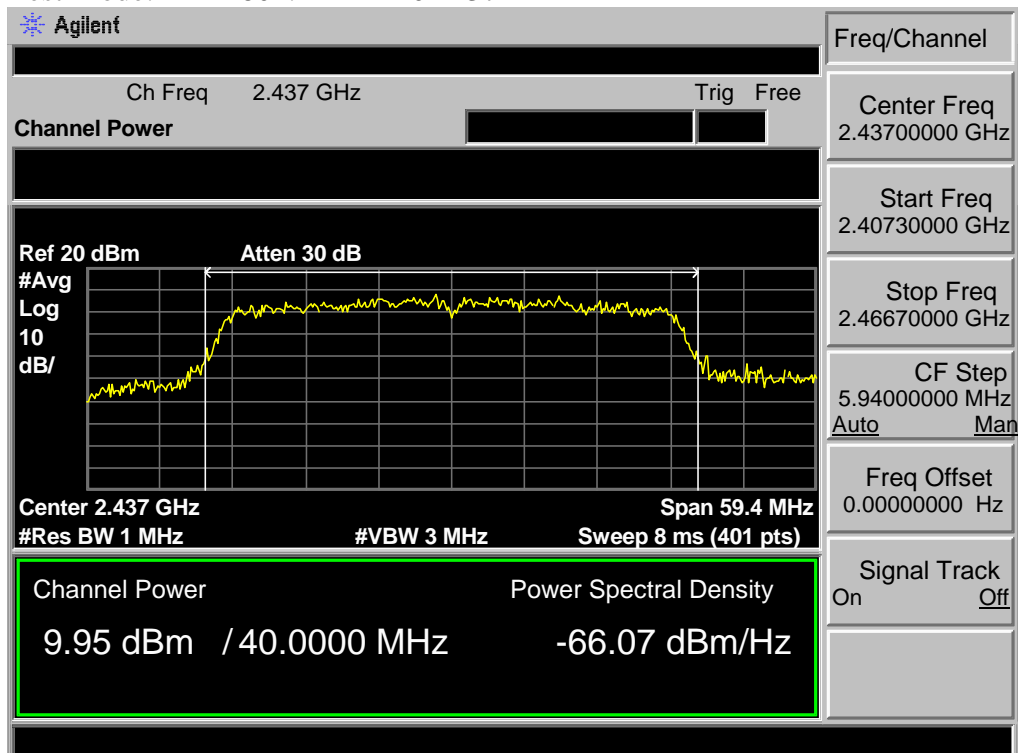 Agilent
Freq/Channel
Ch Freq 2.437 GHz Trig Free
Channel Power
Center Freq
2.43700000 GHz
Start Freq
2.40730000 GHz
Stop Freq
2.46670000 GHz
CF Step
5.94000000 MHz
Auto Man
Freq Offset
0.00000000 Hz
Signal Track
On Off
Ref 20 dBm Atten 30 dB
#Avg
Log
10
dB/
Center 2.437 GHz Span 59.4 MHz
#Res BW 1 MHz #VBW 3 MHz Sweep 8 ms (401 pts)
Channel Power Power Spectral Density
9.95 dBm / 40.0000 MHz -66.07 dBm/Hz